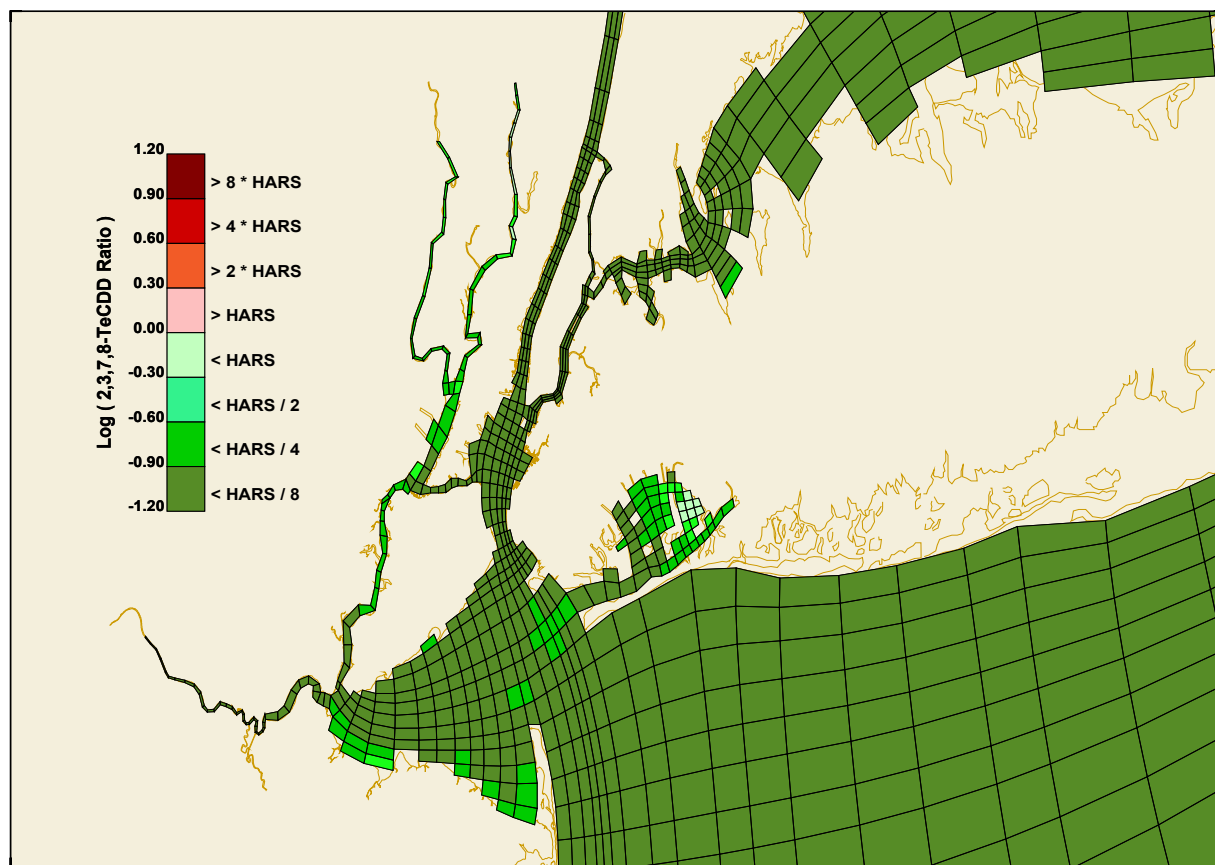 1.20
> 8 * HARS
0.90
> 4 * HARS
0.60
> 2 * HARS
0.30
> HARS
0.00
< HARS
-0.30
< HARS / 2
-0.60
< HARS / 4
-0.90
< HARS / 8
-1.20
Log ( 2,3,7,8-TeCDD Ratio )